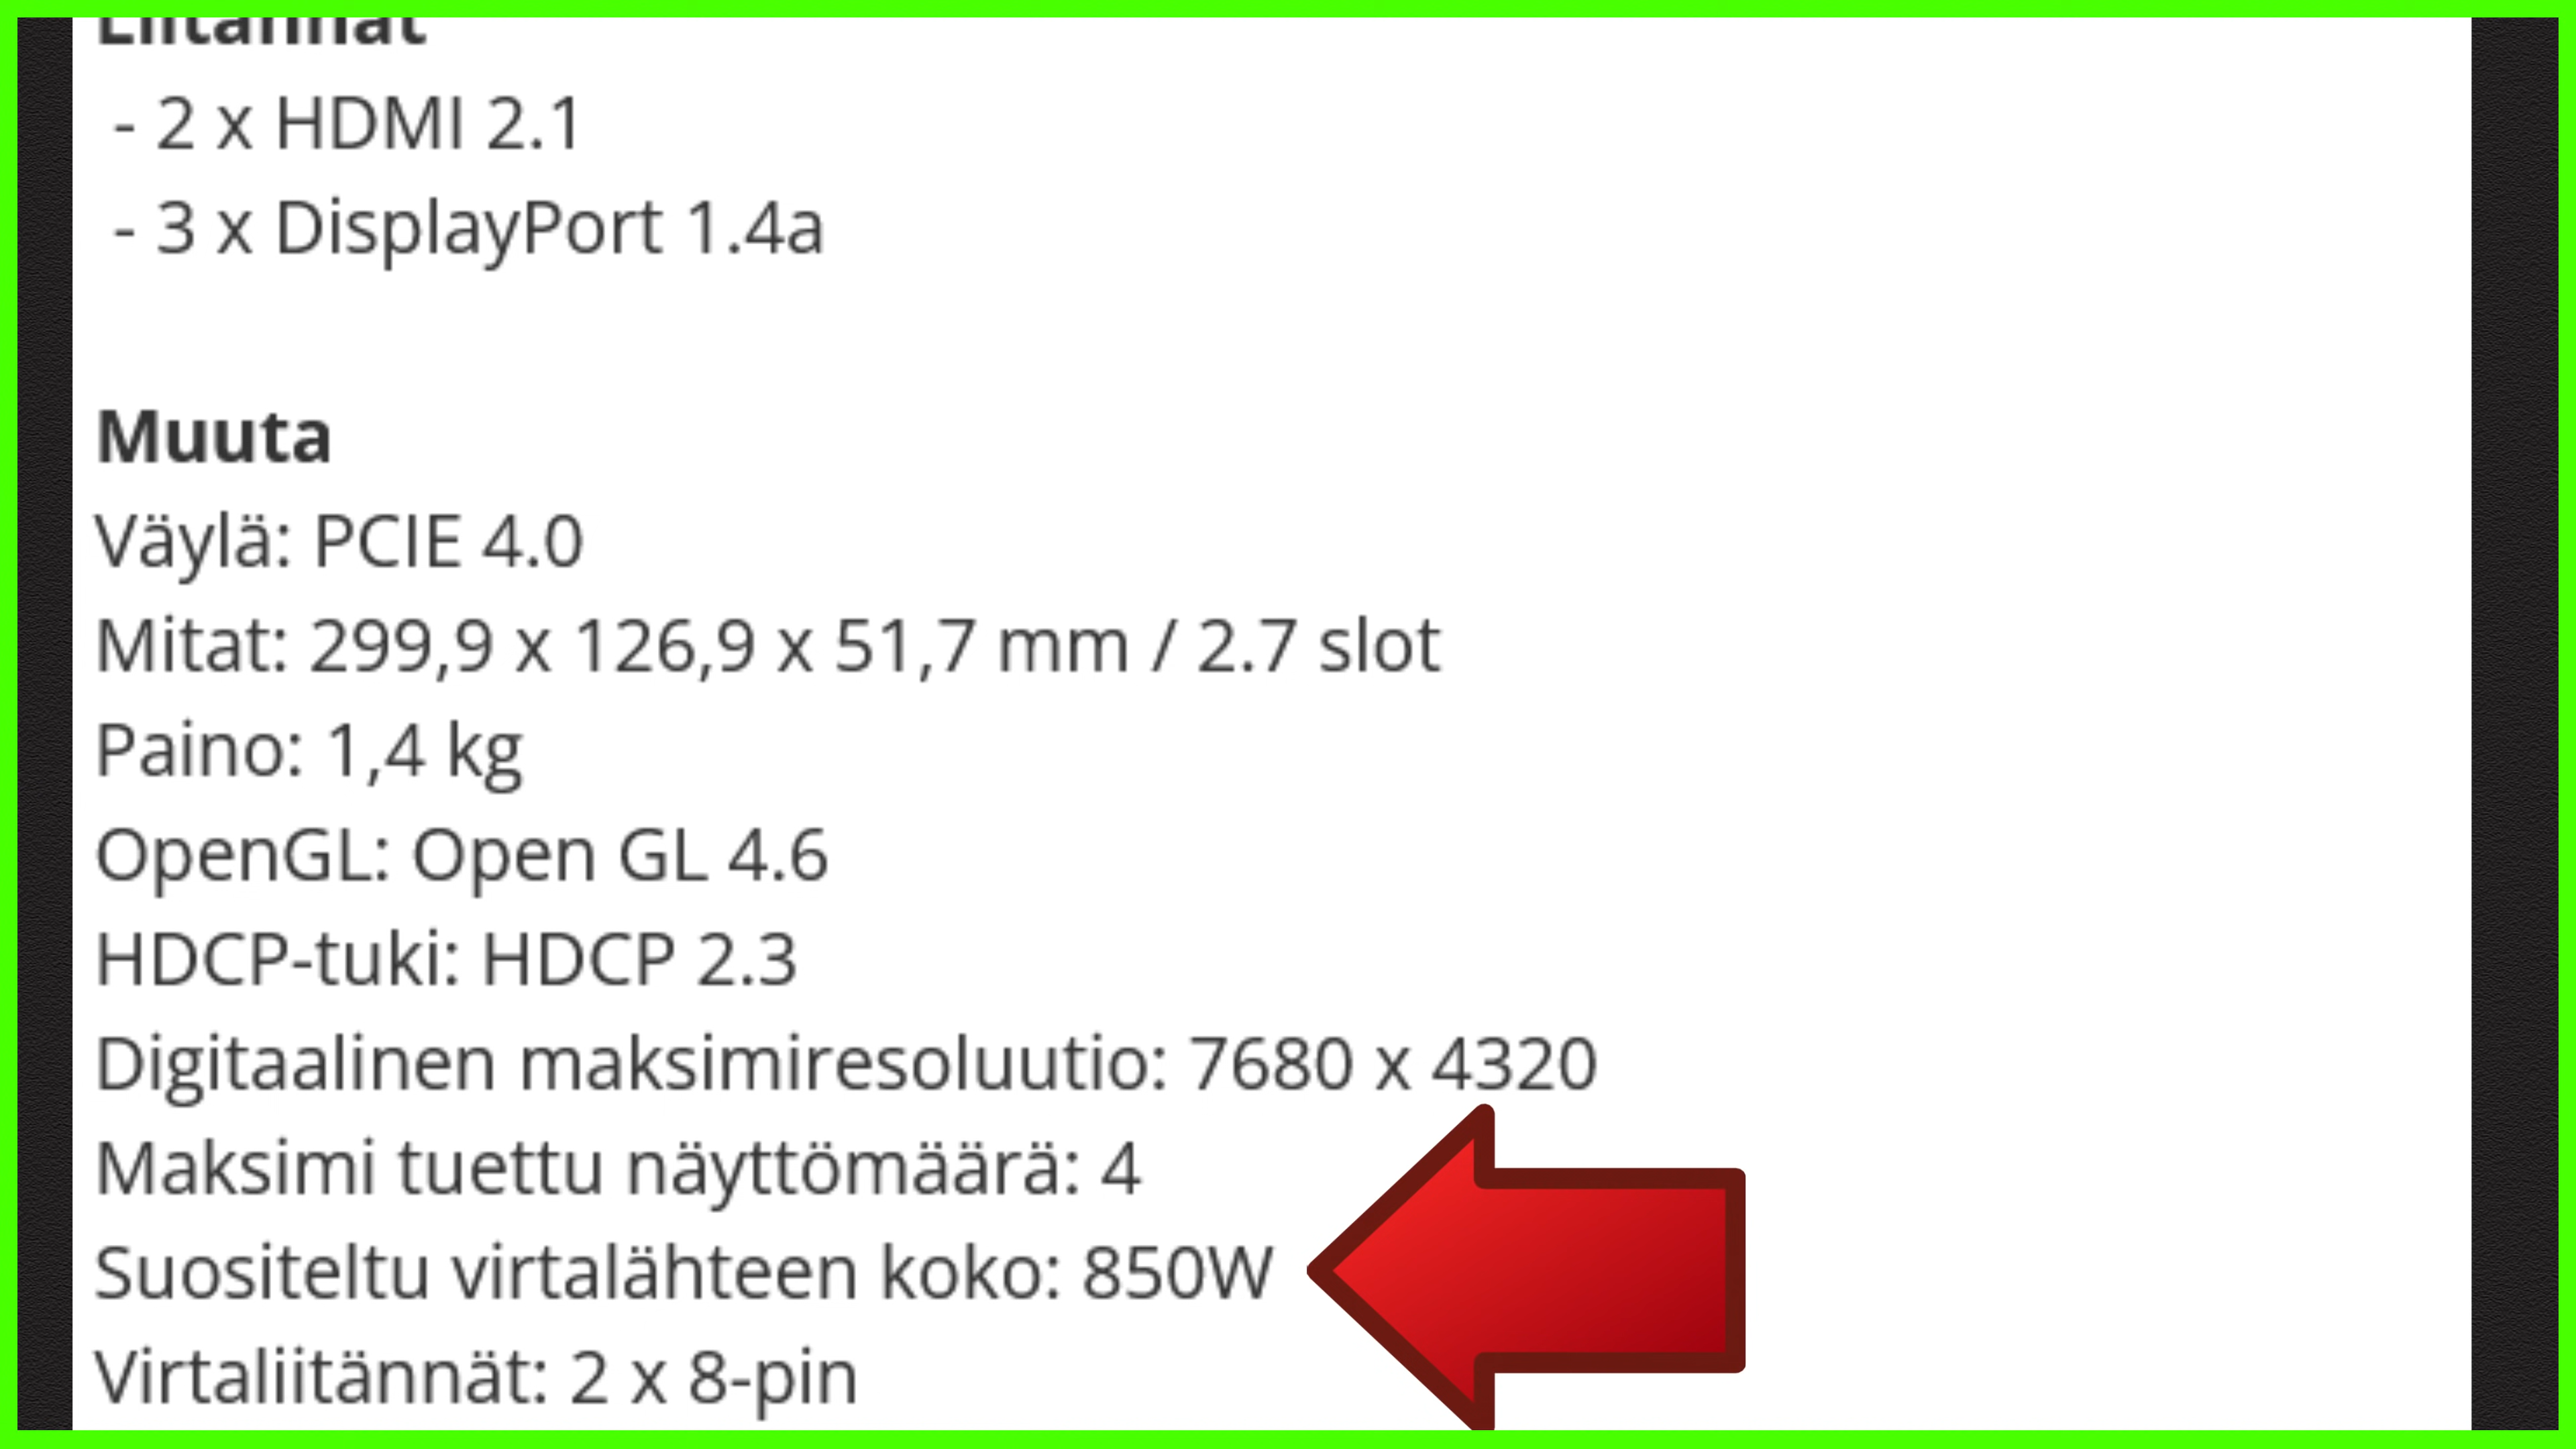 Liitännät
- 2 x HDMI 2.1
- 3 x DisplayPort 1.4a
Muuta
Väylä: PCIE 4.0
Mitat: 299,9 x 126,9 x 51,7 mm / 2.7 slot
Paino: 1,4 kg
OpenGL: Open GL 4.6
HDCP-tuki: HDCP 2.3
Digitaalinen maksimiresoluutio: 7680 x 4320
Maksimi tuettu näyttömäärä: 4
Suositeltu virtalähteen koko: 850W
Virtaliitännät: 2 x 8-pin